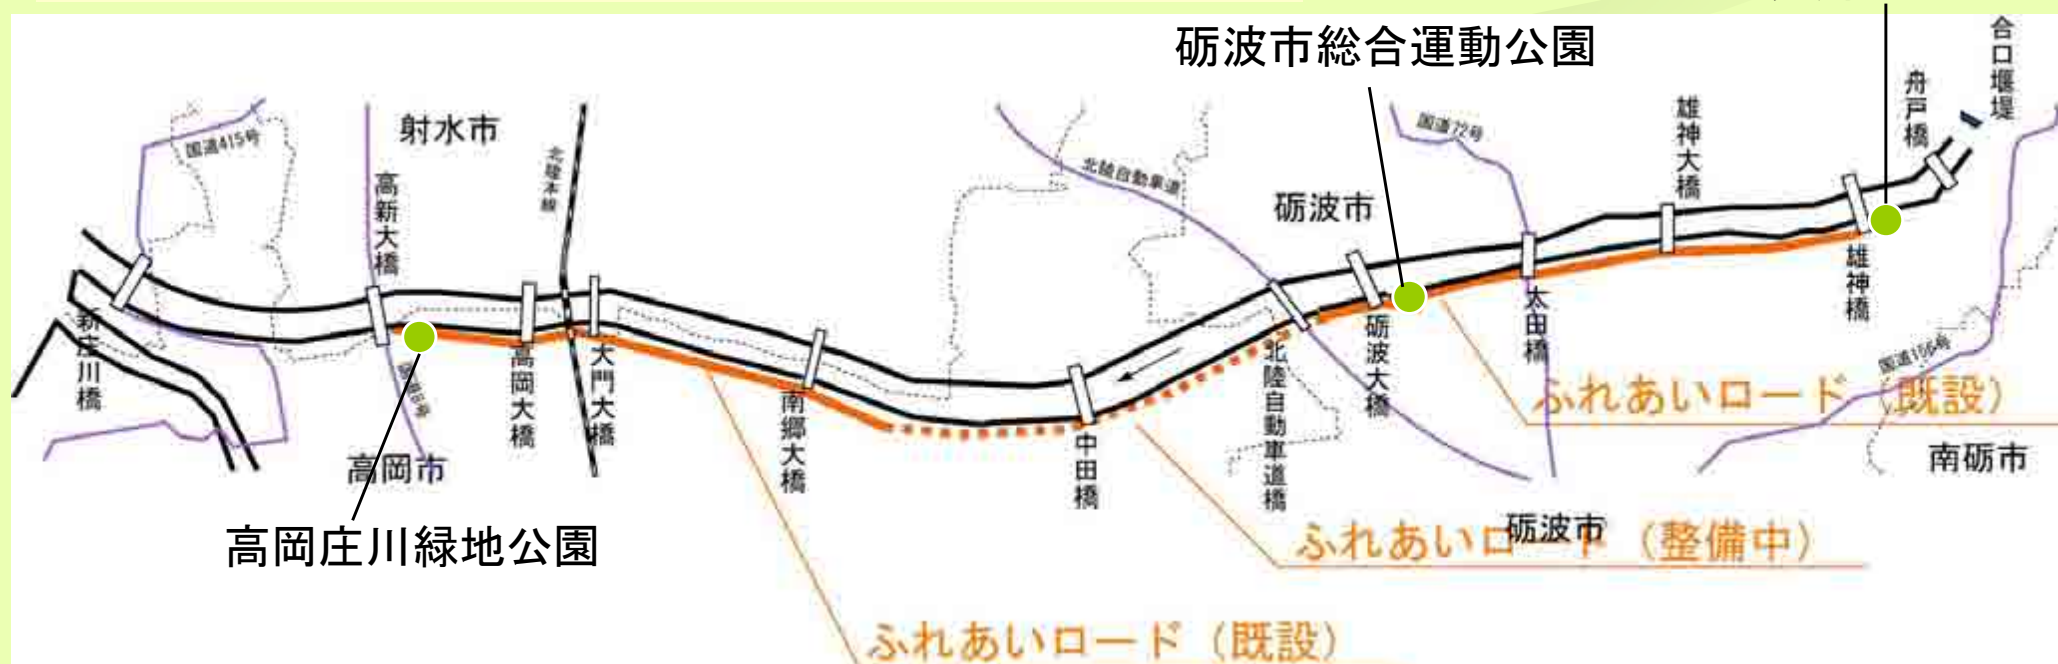 砺波市総合運動公園
合口堰堤
舟戸橋
雄神大橋
国道72号
射水市
国道415号
北陸本線
高新大橋
北陸自動車道
砺波市
雄神橋
太田橋
砺波大橋
北陸自動車道橋
新庄川橋
国道8号
高岡大橋
大門大橋
南郷大橋
中田橋
国道156号
ふれあいロード（既設）
高岡市
南砺市
高岡庄川緑地公園
砺波市
ふれあいロード（整備中）
ふれあいロード（既設）